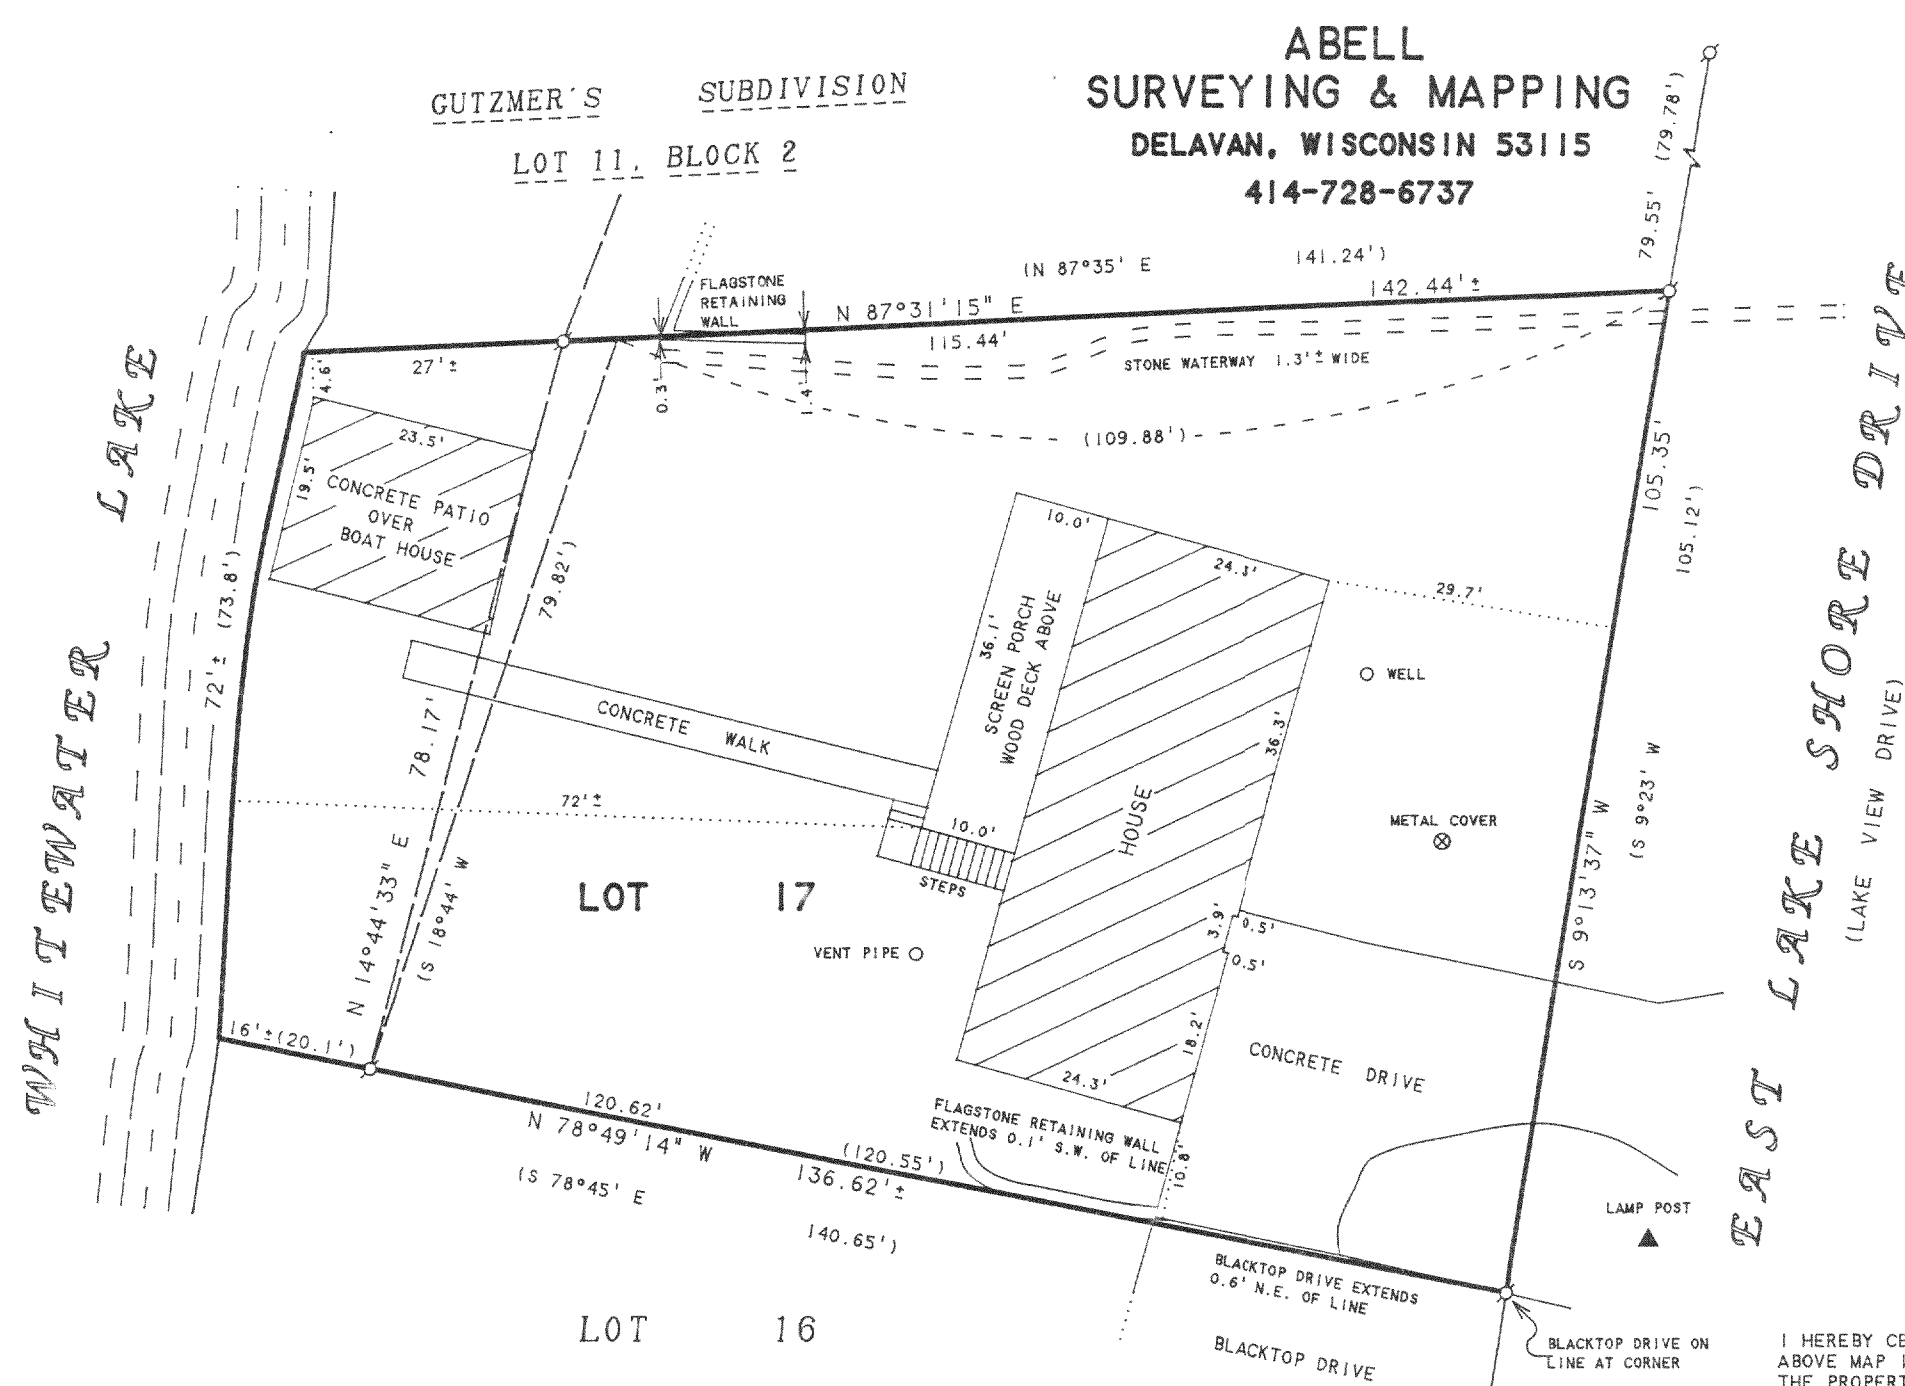 ABELL
SURVEYING & MAPPING
DELAVAN, WISCONSIN 53115
414-728-6737
GUTZMER'S SUBDIVISION
LOT 11, BLOCK 2
(79.78')
79.55'
FLAGSTONE
RETAINING
WALL
(N 87°35' E 141.24')
N 87°31'15" E 142.44'±
115.44'
27'±
4.6'
0.3'
1.4'
STONE WATERWAY 1.3'± WIDE
(109.88')
105.35'
105.12')
WHITEWATER LAKE
EAST LAKE SHORE DRIVE
(LAKE VIEW DRIVE)
23.5'
19.5'
CONCRETE PATIO
OVER
BOAT HOUSE
72'± (73.8')
79.82')
78.17'
N 14°44'33" E
(S 18°44' W
10.0'
24.3'
29.7'
36.1'
SCREEN PORCH
WOOD DECK ABOVE
36.3'
HOUSE
WELL
METAL COVER
CONCRETE WALK
72'±
10.0'
STEPS
LOT 17
VENT PIPE
S 9°13'37" W
(S 9°23' W
3.9'
0.5'
0.5'
18.2'
24.3'
CONCRETE DRIVE
16'±(20.1')
120.62'
N 78°49'14" W
(120.55')
136.62'±
(S 78°45' E
140.65')
FLAGSTONE RETAINING WALL
EXTENDS 0.1' S.W. OF LINE
10.8'
LAMP POST
BLACKTOP DRIVE EXTENDS
0.6' N.E. OF LINE
LOT 16
BLACKTOP DRIVE
BLACKTOP DRIVE ON
LINE AT CORNER
I HEREBY CE
ABOVE MAP
THE PROPERT